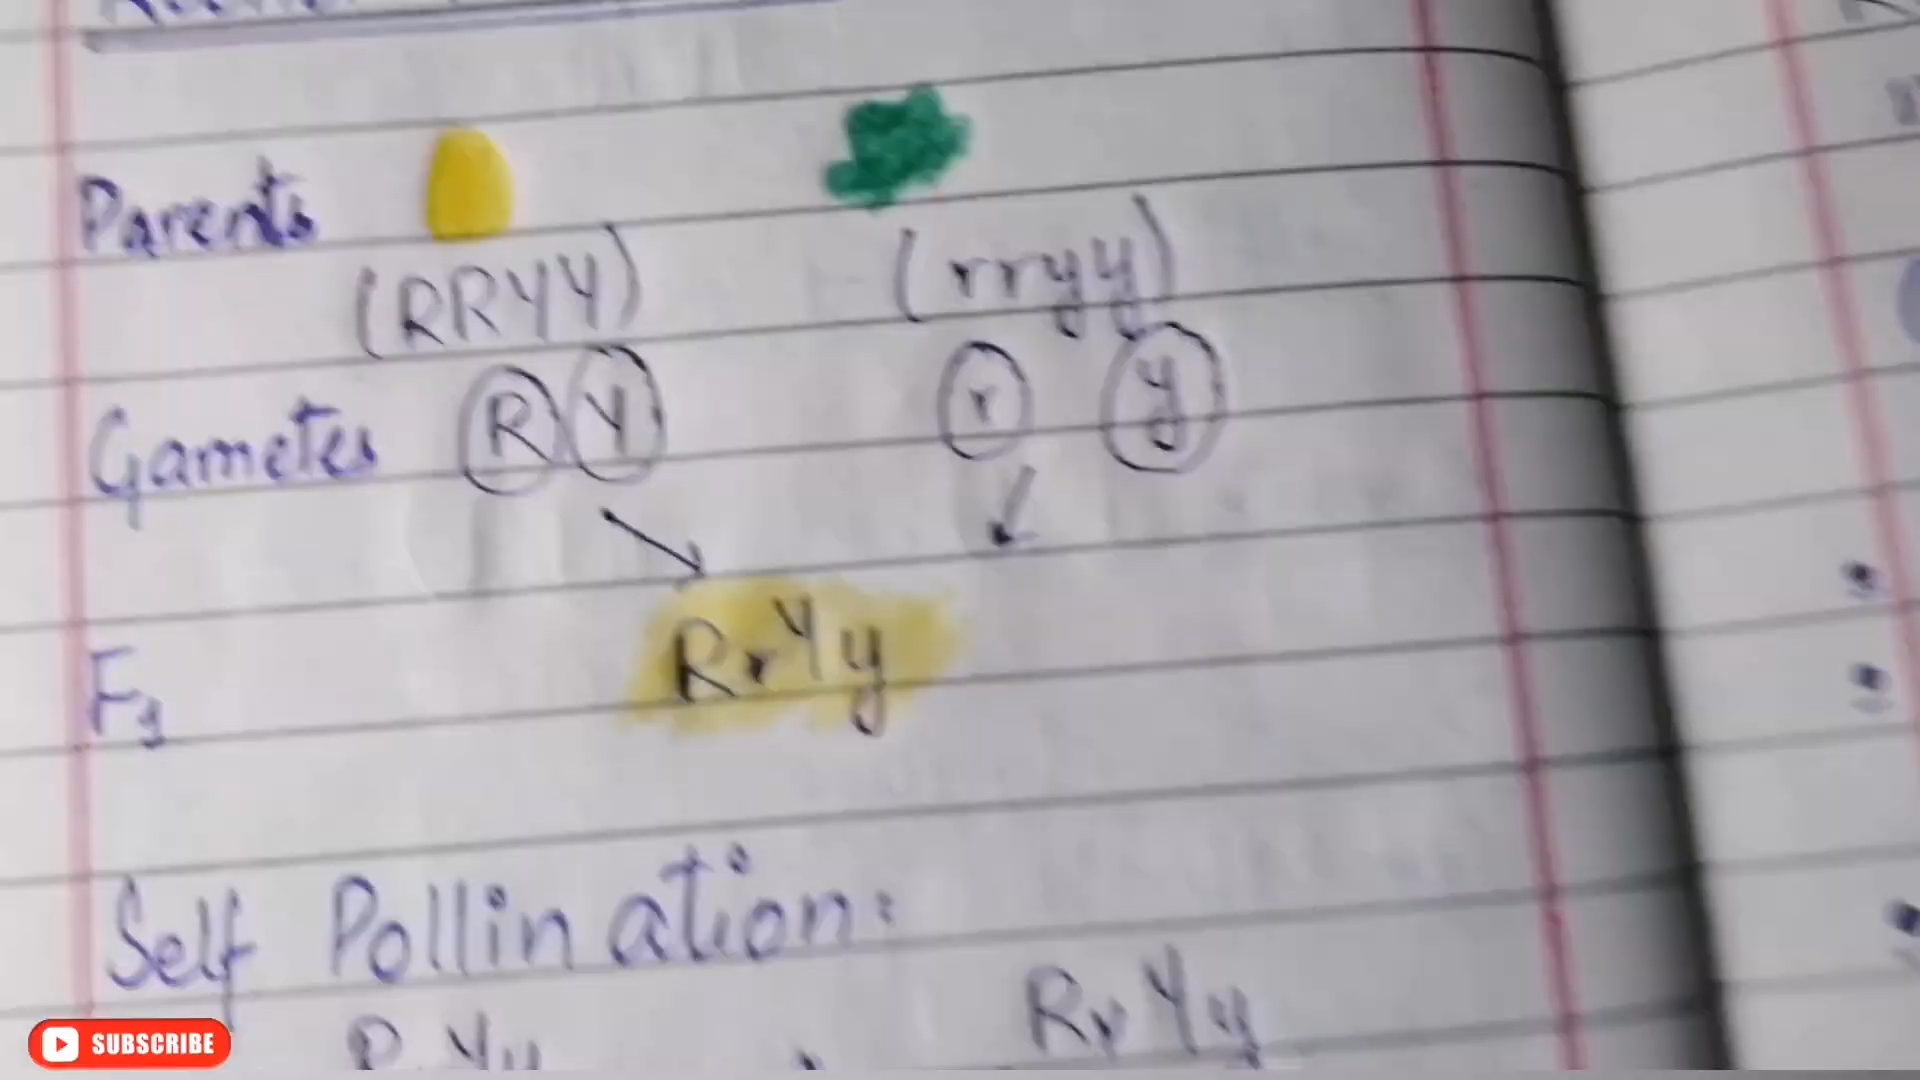 Parents
(RRYY) (rryy)
Gametes R Y r y
RrYy
F1
Self Pollination:
RrYy
SUBSCRIBE